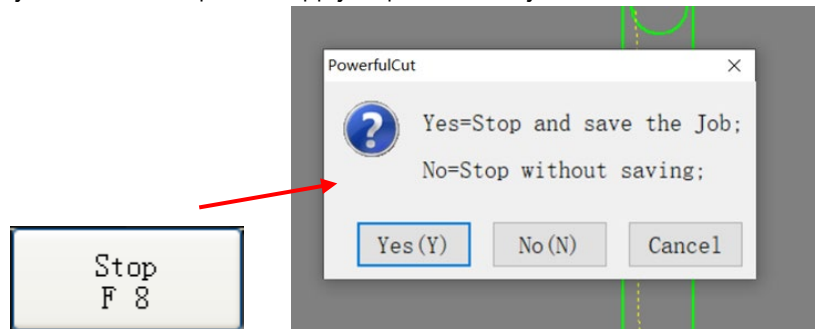 PowerfulCut
Yes=Stop and save the Job;
No=Stop without saving;
Yes(Y) No(N) Cancel
Stop
F 8